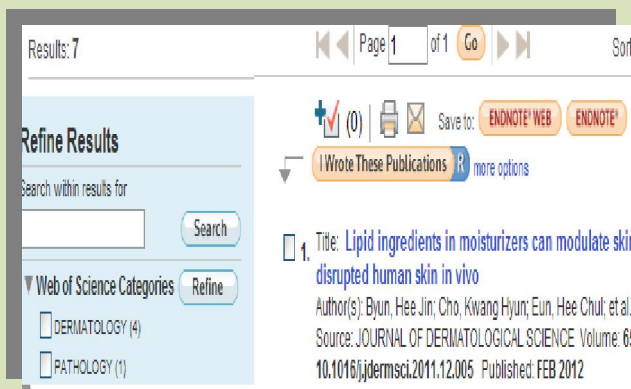 Results: 7
Page 1 of 1 Go
Sort
(0) Save to: ENDNOTE® WEB ENDNOTE®
I Wrote These Publications R more options
Refine Results
Search within results for
Search
Web of Science Categories Refine
DERMATOLOGY (4)
PATHOLOGY (1)
1. Title: Lipid ingredients in moisturizers can modulate skin
disrupted human skin in vivo
Author(s): Byun, Hee Jin; Cho, Kwang Hyun; Eun, Hee Chul; et al.
Source: JOURNAL OF DERMATOLOGICAL SCIENCE Volume: 65
10.1016/j.jdermsci.2011.12.005 Published: FEB 2012